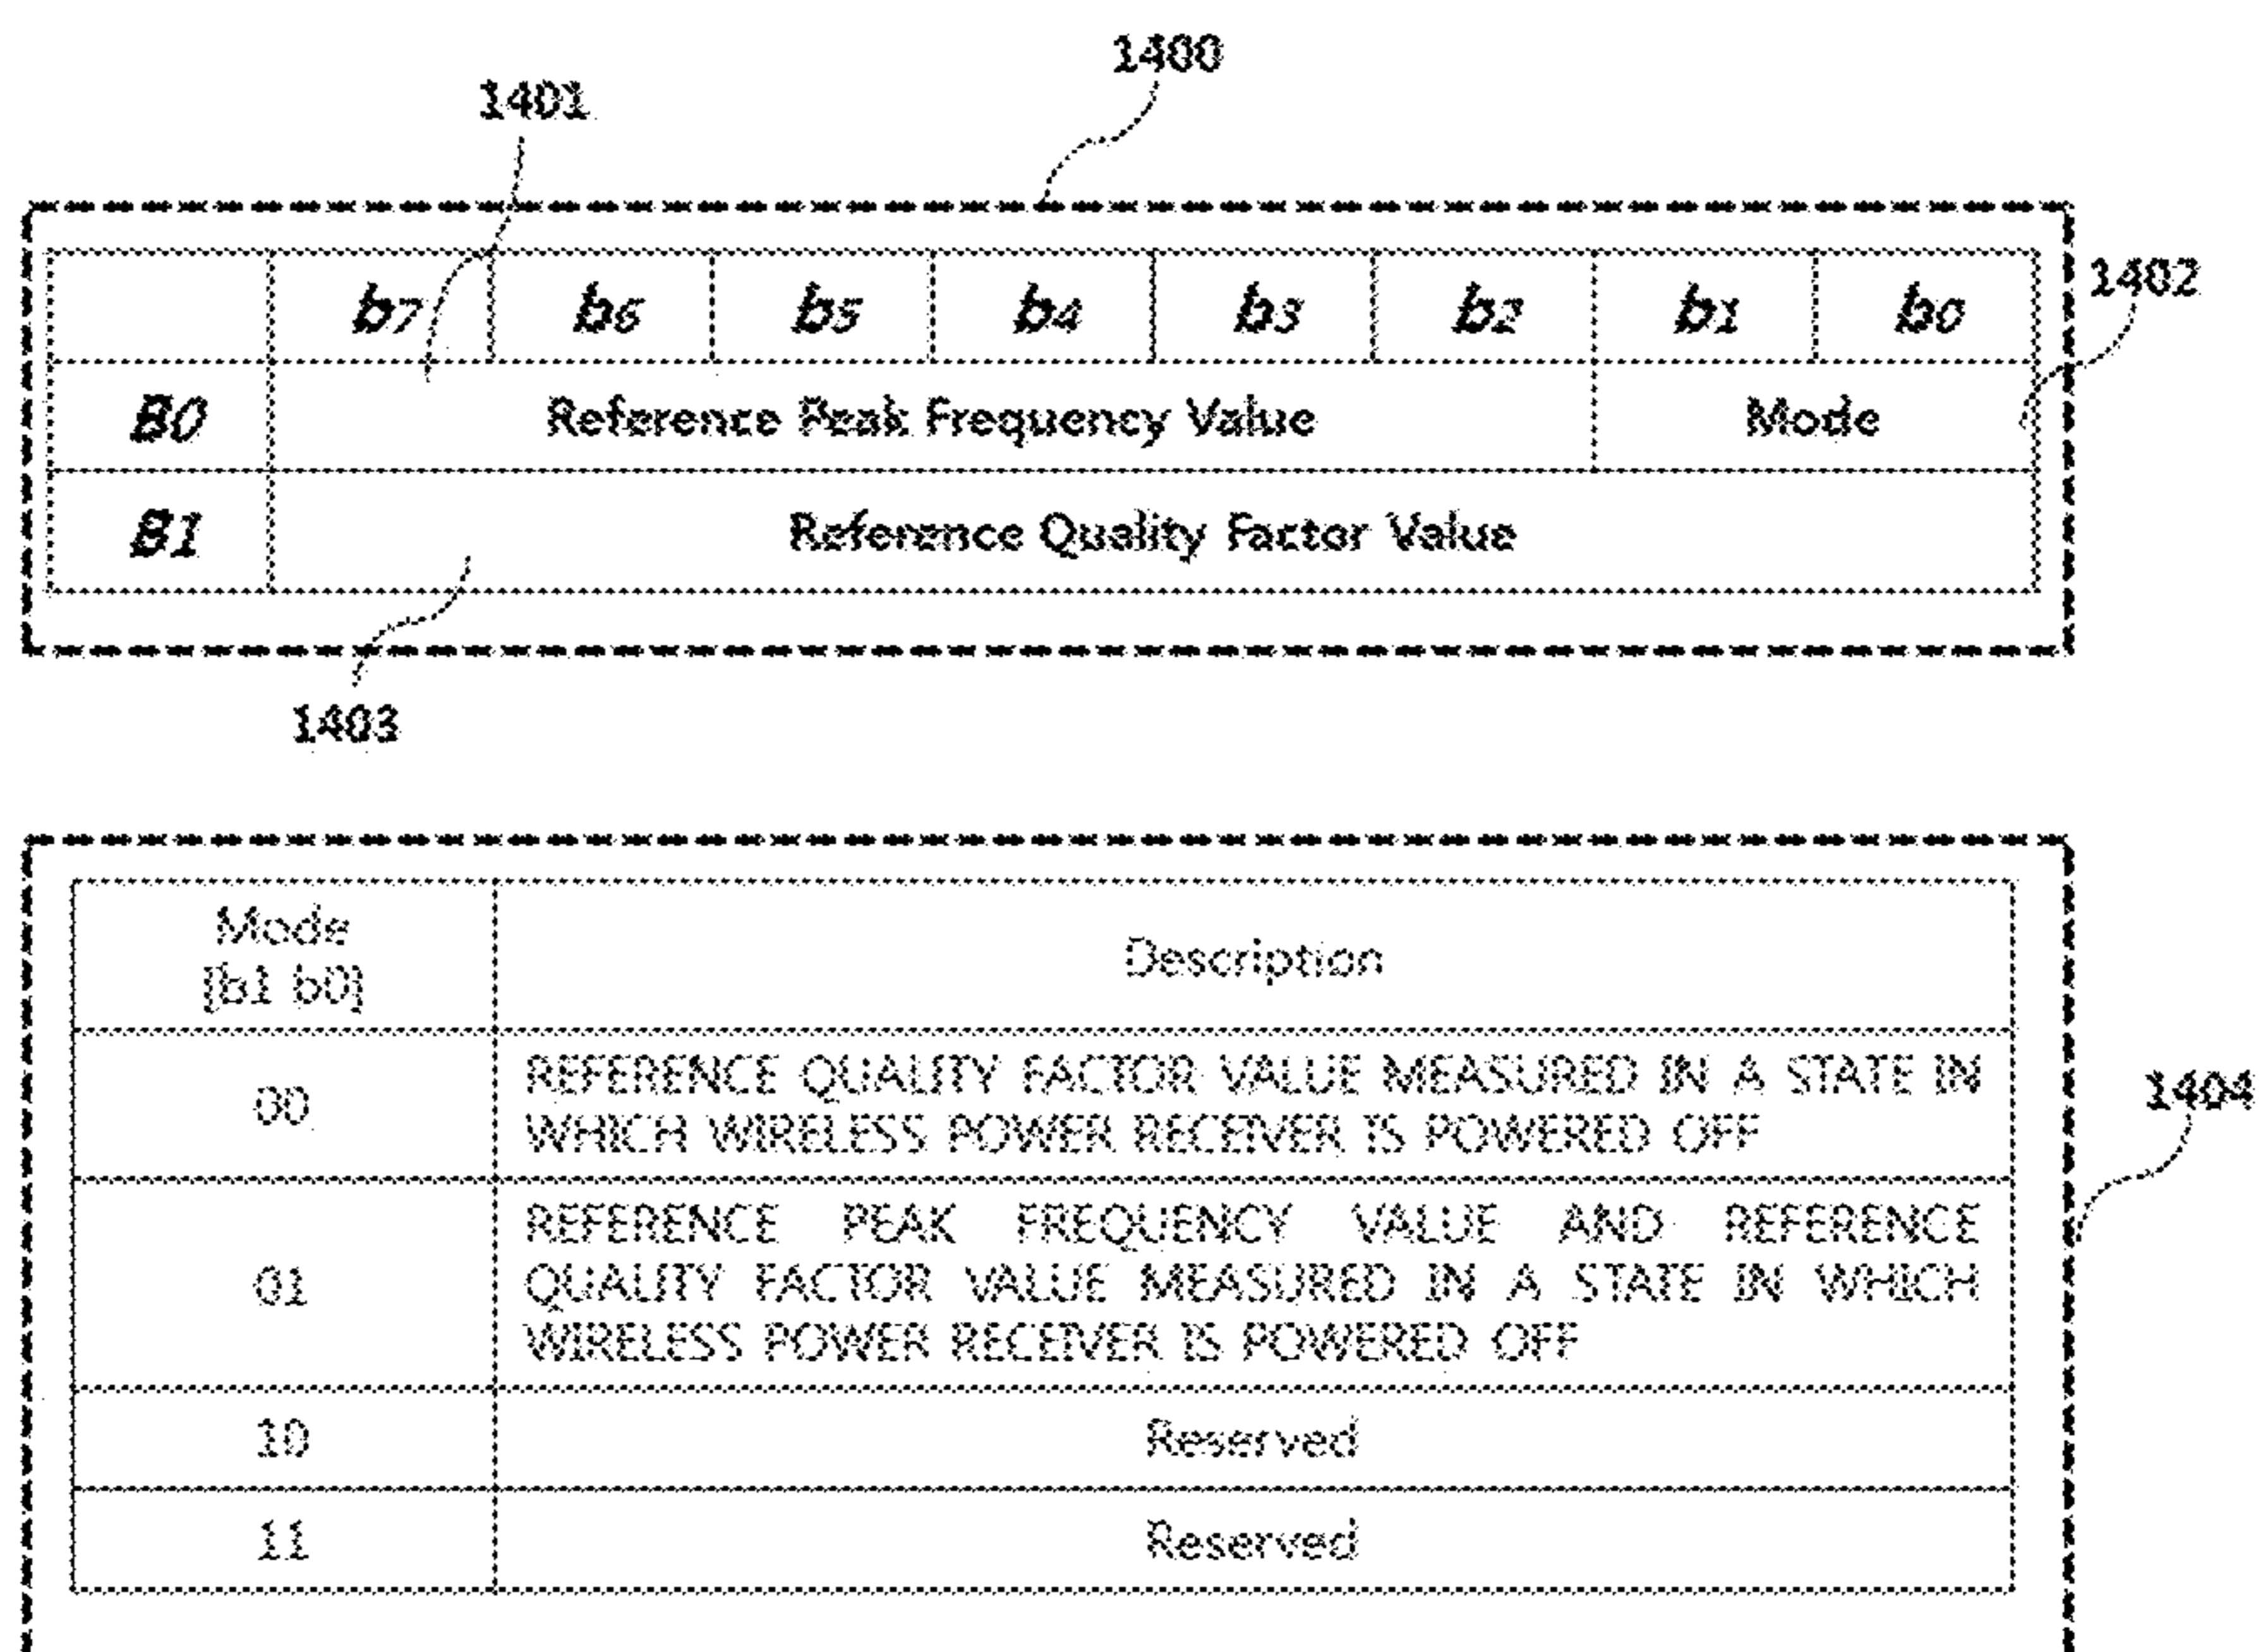 1400
1401
b7 b6 b5 b4 b3 b2 b1 b0
1402
B0 Reference Peak Frequency Value Mode
B1 Reference Quality Factor Value
1403
Mode
[b1 b0]
Description
00
REFERENCE QUALITY FACTOR VALUE MEASURED IN A STATE IN
WHICH WIRELESS POWER RECEIVER IS POWERED OFF
1404
01
REFERENCE PEAK FREQUENCY VALUE AND REFERENCE
QUALITY FACTOR VALUE MEASURED IN A STATE IN WHICH
WIRELESS POWER RECEIVER IS POWERED OFF
10 Reserved
11 Reserved